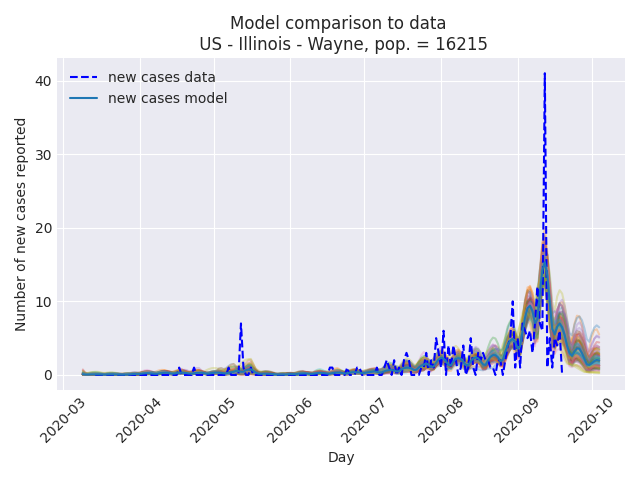 Model comparison to data
US - Illinois - Wayne, pop. = 16215
new cases data
new cases model
Number of new cases reported
40
30
20
10
0
2020-03
2020-04
2020-05
2020-06
2020-07
2020-08
2020-09
2020-10
Day